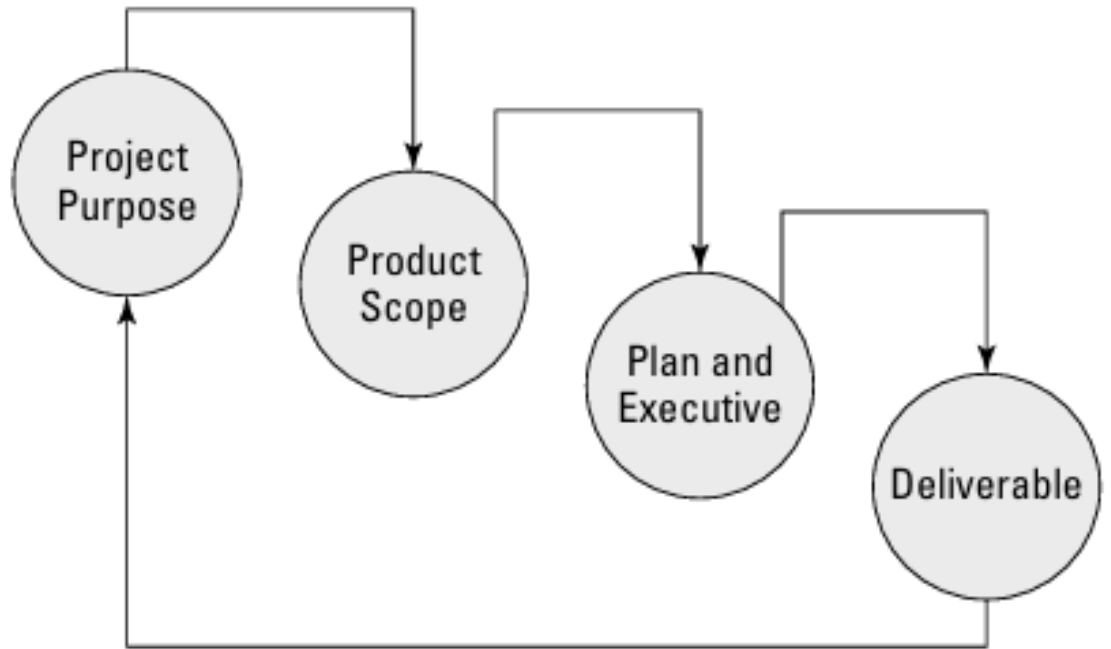 Project
Purpose
Product
Scope
Plan and
Executive
Deliverable